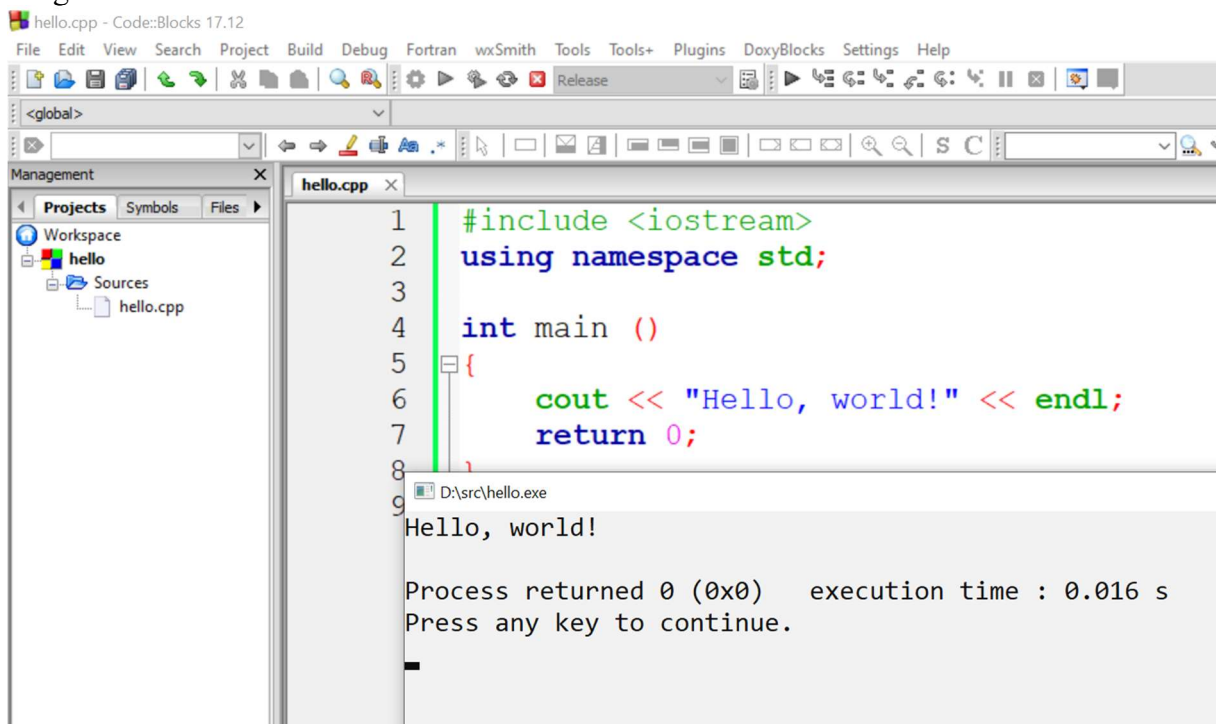 hello.cpp - Code::Blocks 17.12
File Edit View Search Project Build Debug Fortran wxSmith Tools Tools+ Plugins DoxyBlocks Settings Help
Release
<global>
S C
Management
Projects Symbols Files
Workspace
hello
Sources
hello.cpp
hello.cpp
1 #include <iostream>
2 using namespace std;
3
4 int main ()
5 {
6 cout << "Hello, world!" << endl;
7 return 0;
8 }
9
D:\src\hello.exe
Hello, world!
Process returned 0 (0x0) execution time : 0.016 s
Press any key to continue.